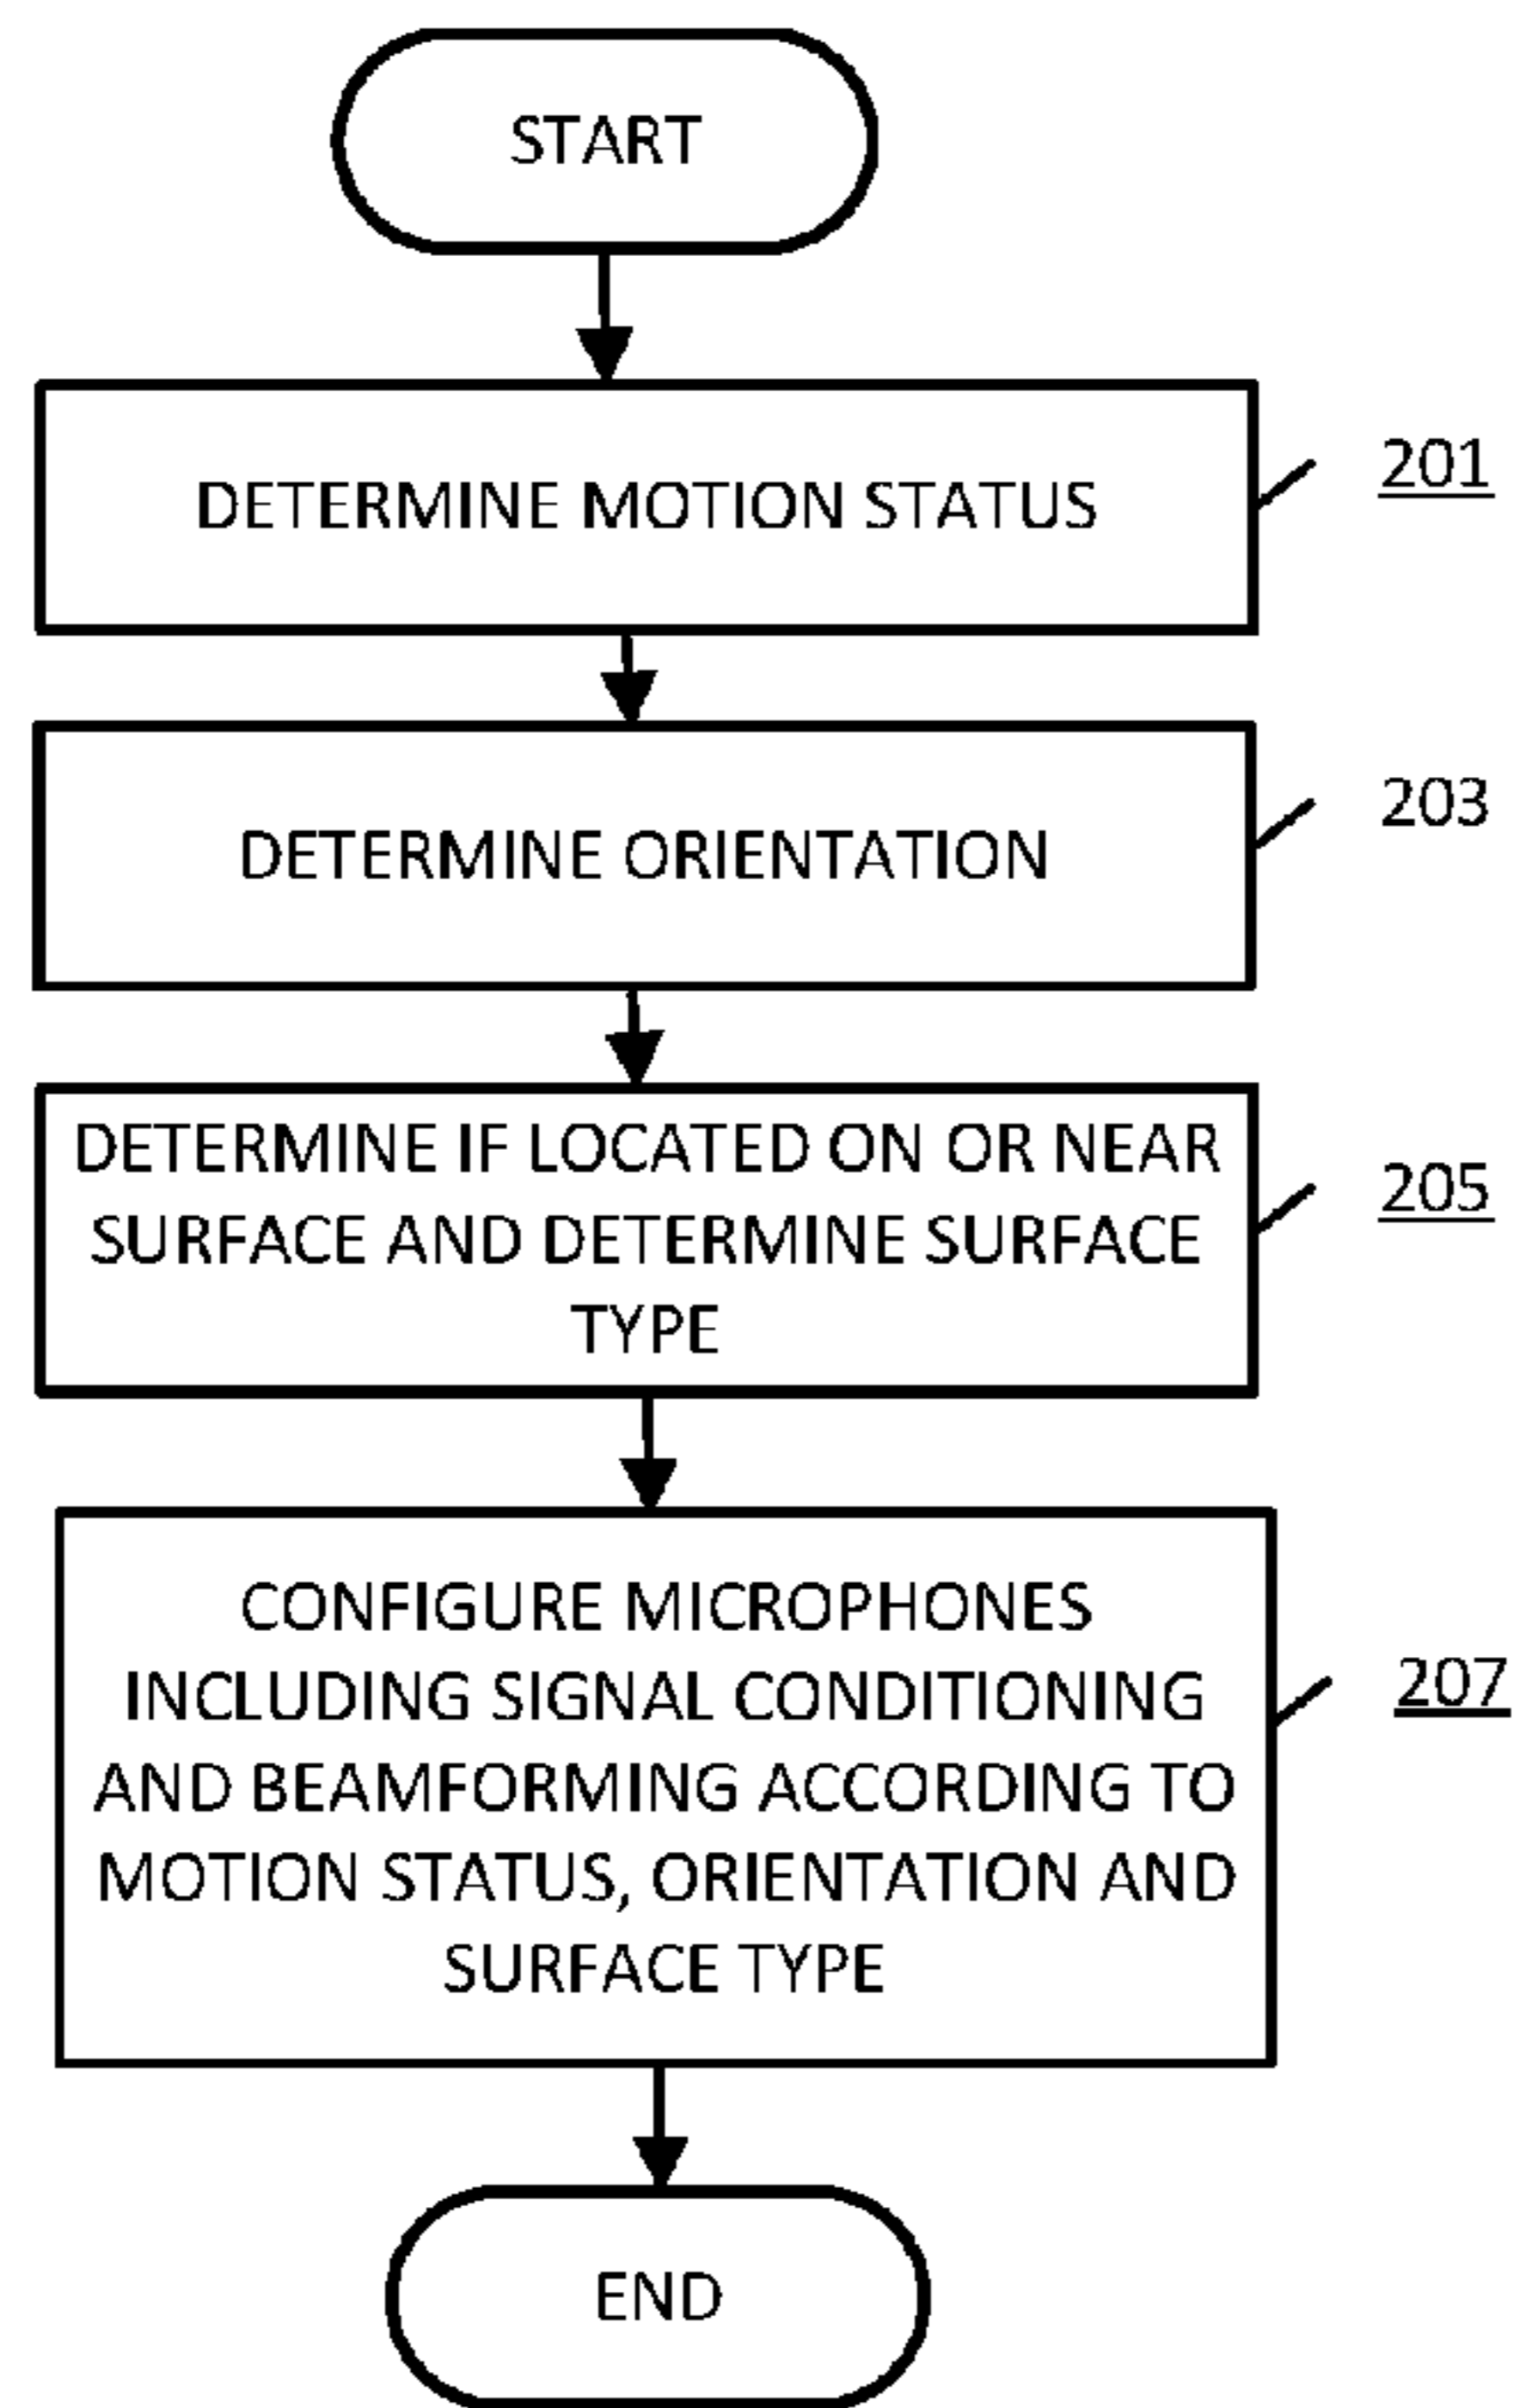 START
DETERMINE MOTION STATUS
201
DETERMINE ORIENTATION
203
DETERMINE IF LOCATED ON OR NEAR
SURFACE AND DETERMINE SURFACE
TYPE
205
CONFIGURE MICROPHONES
INCLUDING SIGNAL CONDITIONING
AND BEAMFORMING ACCORDING TO
MOTION STATUS, ORIENTATION AND
SURFACE TYPE
207
END